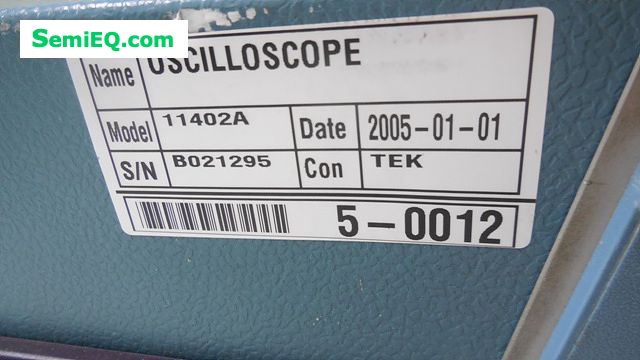 SemiEQ.com
Name OSCILLOSCOPE
Model 11402A Date 2005-01-01
S/N B021295 Con TEK
5-0012